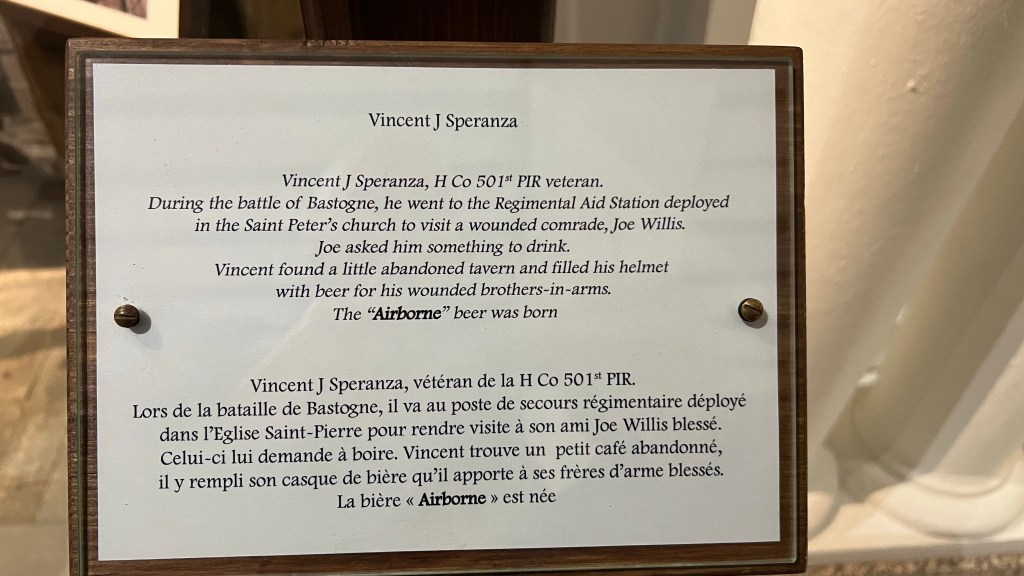 Vincent J Speranza
Vincent J Speranza, H Co 501st PIR veteran.
During the battle of Bastogne, he went to the Regimental Aid Station deployed
in the Saint Peter's church to visit a wounded comrade, Joe Willis.
Joe asked him something to drink.
Vincent found a little abandoned tavern and filled his helmet
with beer for his wounded brothers-in-arms.
The "Airborne" beer was born
Vincent J Speranza, vétéran de la H Co 501st PIR.
Lors de la bataille de Bastogne, il va au poste de secours régimentaire déployé
dans l'Eglise Saint-Pierre pour rendre visite à son ami Joe Willis blessé.
Celui-ci lui demande à boire. Vincent trouve un petit café abandonné,
il y rempli son casque de bière qu'il apporte à ses frères d'arme blessés.
La bière « Airborne » est née